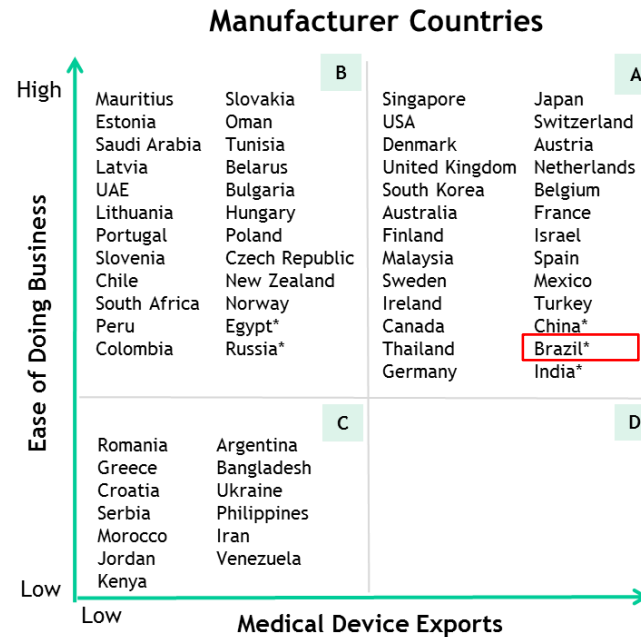 Manufacturer Countries
High
Ease of Doing Business
Low
B
Mauritius Slovakia
Estonia Oman
Saudi Arabia Tunisia
Latvia Belarus
UAE Bulgaria
Lithuania Hungary
Portugal Poland
Slovenia Czech Republic
Chile New Zealand
South Africa Norway
Peru Egypt*
Colombia Russia*
A
Singapore Japan
USA Switzerland
Denmark Austria
United Kingdom Netherlands
South Korea Belgium
Australia France
Finland Israel
Malaysia Spain
Sweden Mexico
Ireland Turkey
Canada China*
Thailand Brazil*
Germany India*
C
Romania Argentina
Greece Bangladesh
Croatia Ukraine
Serbia Philippines
Morocco Iran
Jordan Venezuela
Kenya
D
Low
Medical Device Exports